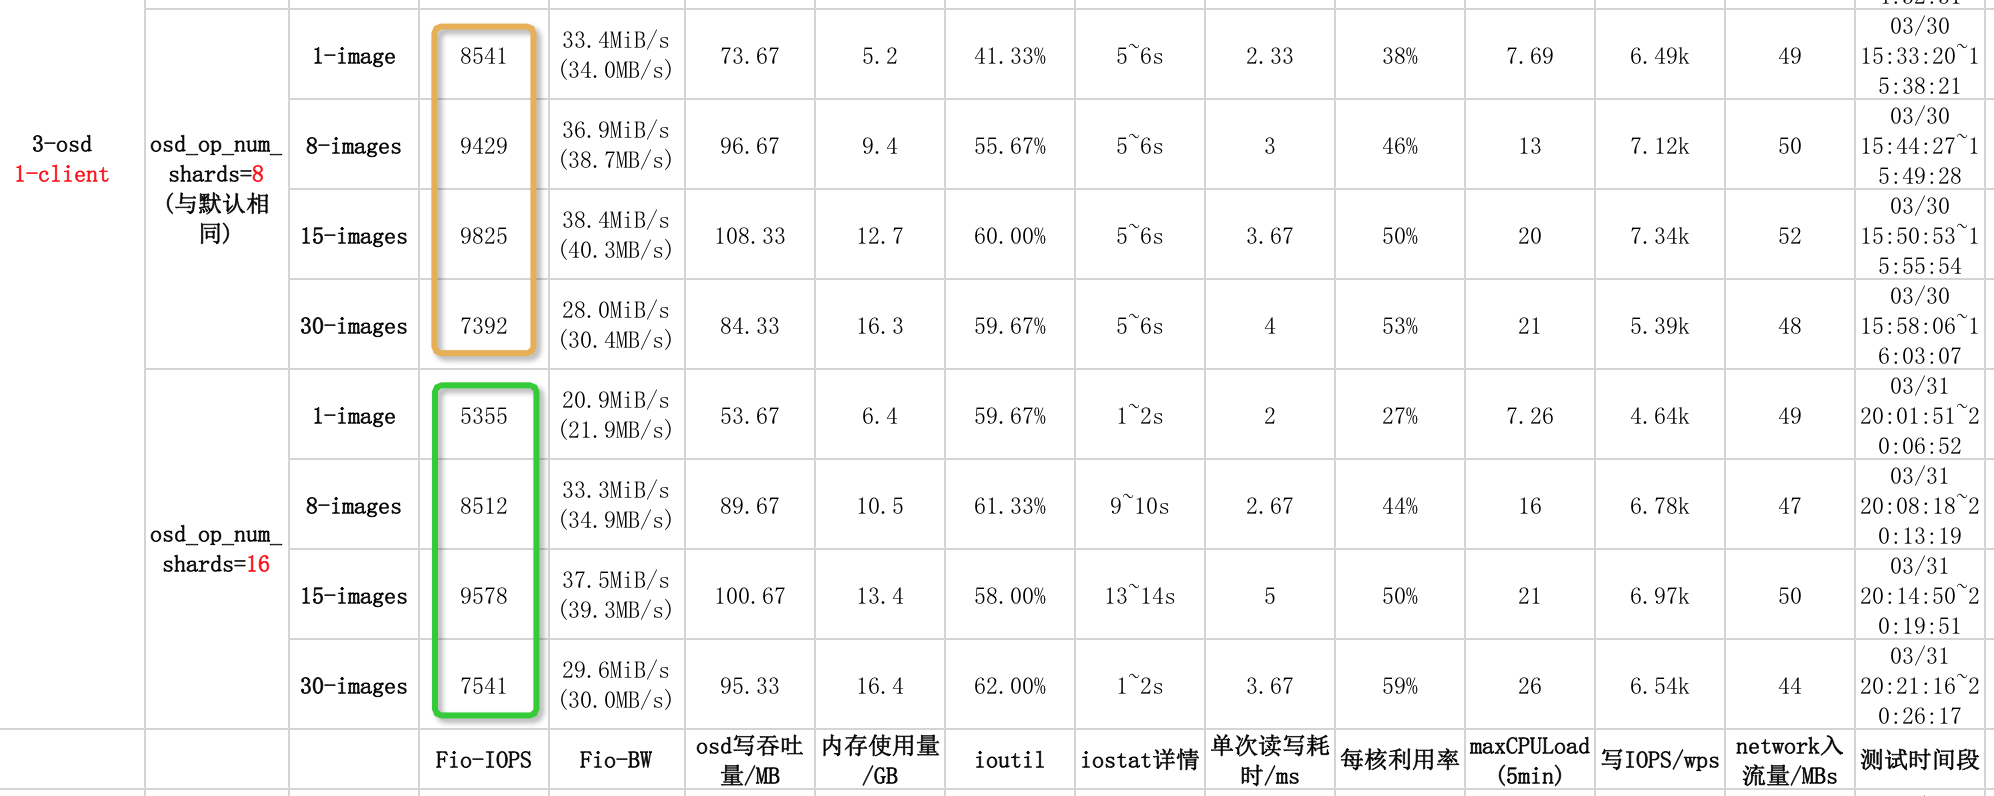 3-osd
1-client
osd_op_num_
shards=8
(与默认相
同)
1-image 8541 33.4MiB/s (34.0MB/s) 73.67 5.2 41.33% 5~6s 2.33 38% 7.69 6.49k 49 03/30 15:33:20~15:38:21
8-images 9429 36.9MiB/s (38.7MB/s) 96.67 9.4 55.67% 5~6s 3 46% 13 7.12k 50 03/30 15:44:27~15:49:28
15-images 9825 38.4MiB/s (40.3MB/s) 108.33 12.7 60.00% 5~6s 3.67 50% 20 7.34k 52 03/30 15:50:53~15:55:54
30-images 7392 28.0MiB/s (30.4MB/s) 84.33 16.3 59.67% 5~6s 4 53% 21 5.39k 48 03/30 15:58:06~16:03:07
osd_op_num_
shards=16
1-image 5355 20.9MiB/s (21.9MB/s) 53.67 6.4 59.67% 1~2s 2 27% 7.26 4.64k 49 03/31 20:01:51~20:06:52
8-images 8512 33.3MiB/s (34.9MB/s) 89.67 10.5 61.33% 9~10s 2.67 44% 16 6.78k 47 03/31 20:08:18~20:13:19
15-images 9578 37.5MiB/s (39.3MB/s) 100.67 13.4 58.00% 13~14s 5 50% 21 6.97k 50 03/31 20:14:50~20:19:51
30-images 7541 29.6MiB/s (30.0MB/s) 95.33 16.4 62.00% 1~2s 3.67 59% 26 6.54k 44 03/31 20:21:16~20:26:17
Fio-IOPS Fio-BW osd写吞吐量/MB 内存使用量/GB ioutil iostat详情 单次读写耗时/ms 每核利用率 maxCPULoad(5min) 写IOPS/wps network入流量/MBs 测试时间段